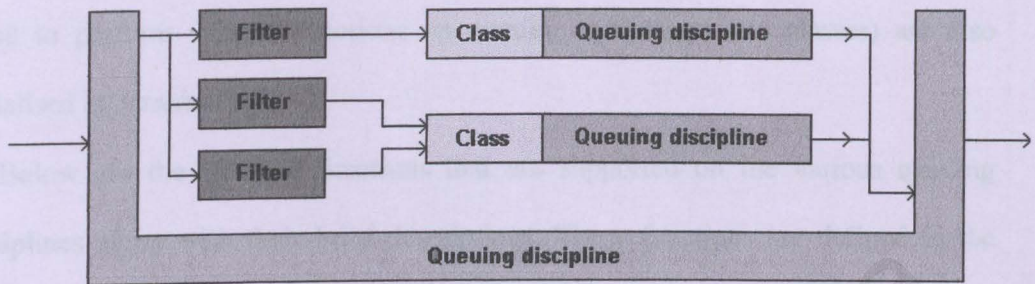 Filter
Class Queuing discipline
Filter
Class Queuing discipline
Filter
Queuing discipline